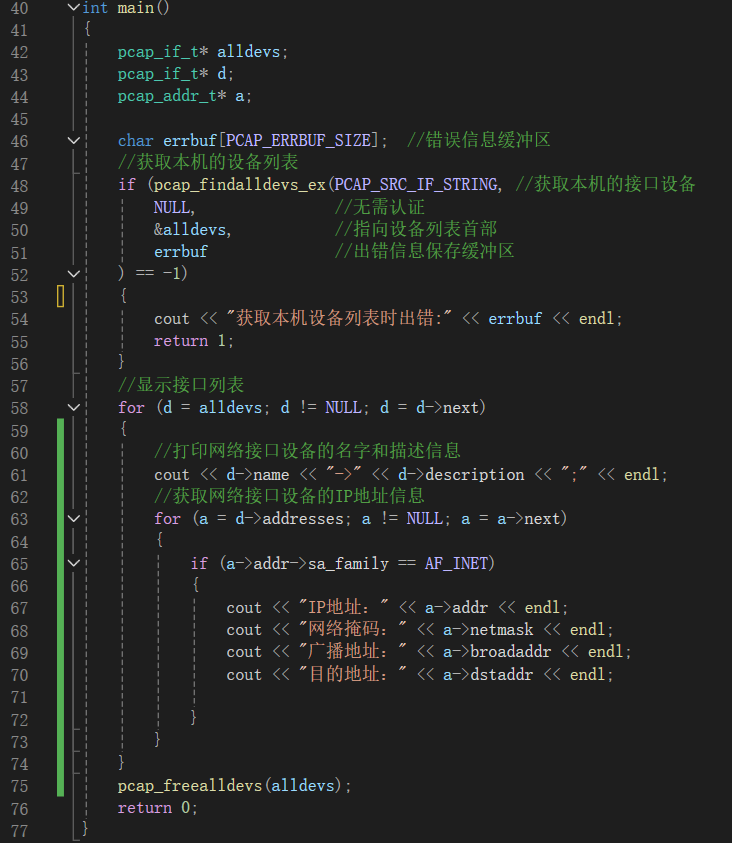 40 int main()
41 {
42 pcap_if_t* alldevs;
43 pcap_if_t* d;
44 pcap_addr_t* a;
45
46 char errbuf[PCAP_ERRBUF_SIZE]; //错误信息缓冲区
47 //获取本机的设备列表
48 if (pcap_findalldevs_ex(PCAP_SRC_IF_STRING, //获取本机的接口设备
49 NULL, //无需认证
50 &alldevs, //指向设备列表首部
51 errbuf //出错信息保存缓冲区
52 ) == -1)
53 {
54 cout << "获取本机设备列表时出错:" << errbuf << endl;
55 return 1;
56 }
57 //显示接口列表
58 for (d = alldevs; d != NULL; d = d->next)
59 {
60 //打印网络接口设备的名字和描述信息
61 cout << d->name << "->" << d->description << ";" << endl;
62 //获取网络接口设备的IP地址信息
63 for (a = d->addresses; a != NULL; a = a->next)
64 {
65 if (a->addr->sa_family == AF_INET)
66 {
67 cout << "IP地址：" << a->addr << endl;
68 cout << "网络掩码：" << a->netmask << endl;
69 cout << "广播地址：" << a->broadaddr << endl;
70 cout << "目的地址：" << a->dstaddr << endl;
71
72 }
73 }
74 }
75 pcap_freealldevs(alldevs);
76 return 0;
77 }